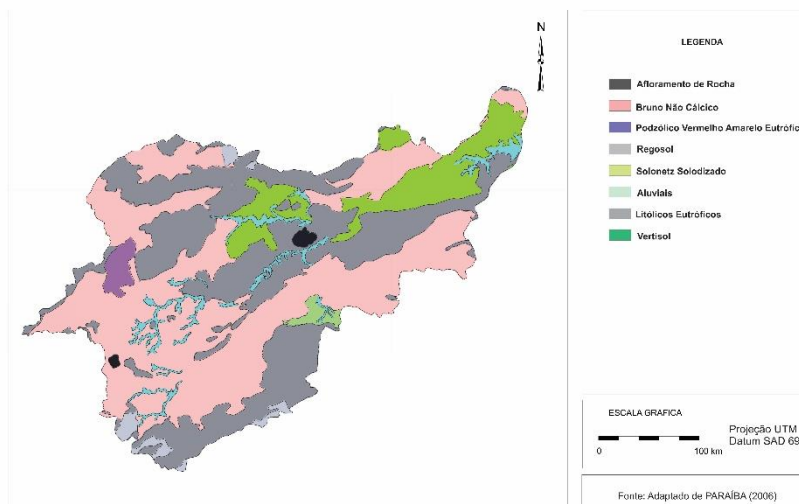 N
LEGENDA
Afloramento de Rocha
Bruno Não Cálcico
Podzólico Vermelho Amarelo Eutrófic
Regosol
Solonetz Solodizado
Aluviais
Litólicos Eutróficos
Vertisol
ESCALA GRAFICA
0 100 km
Projeção UTM
Datum SAD 69
Fonte: Adaptado de PARAÍBA (2006)